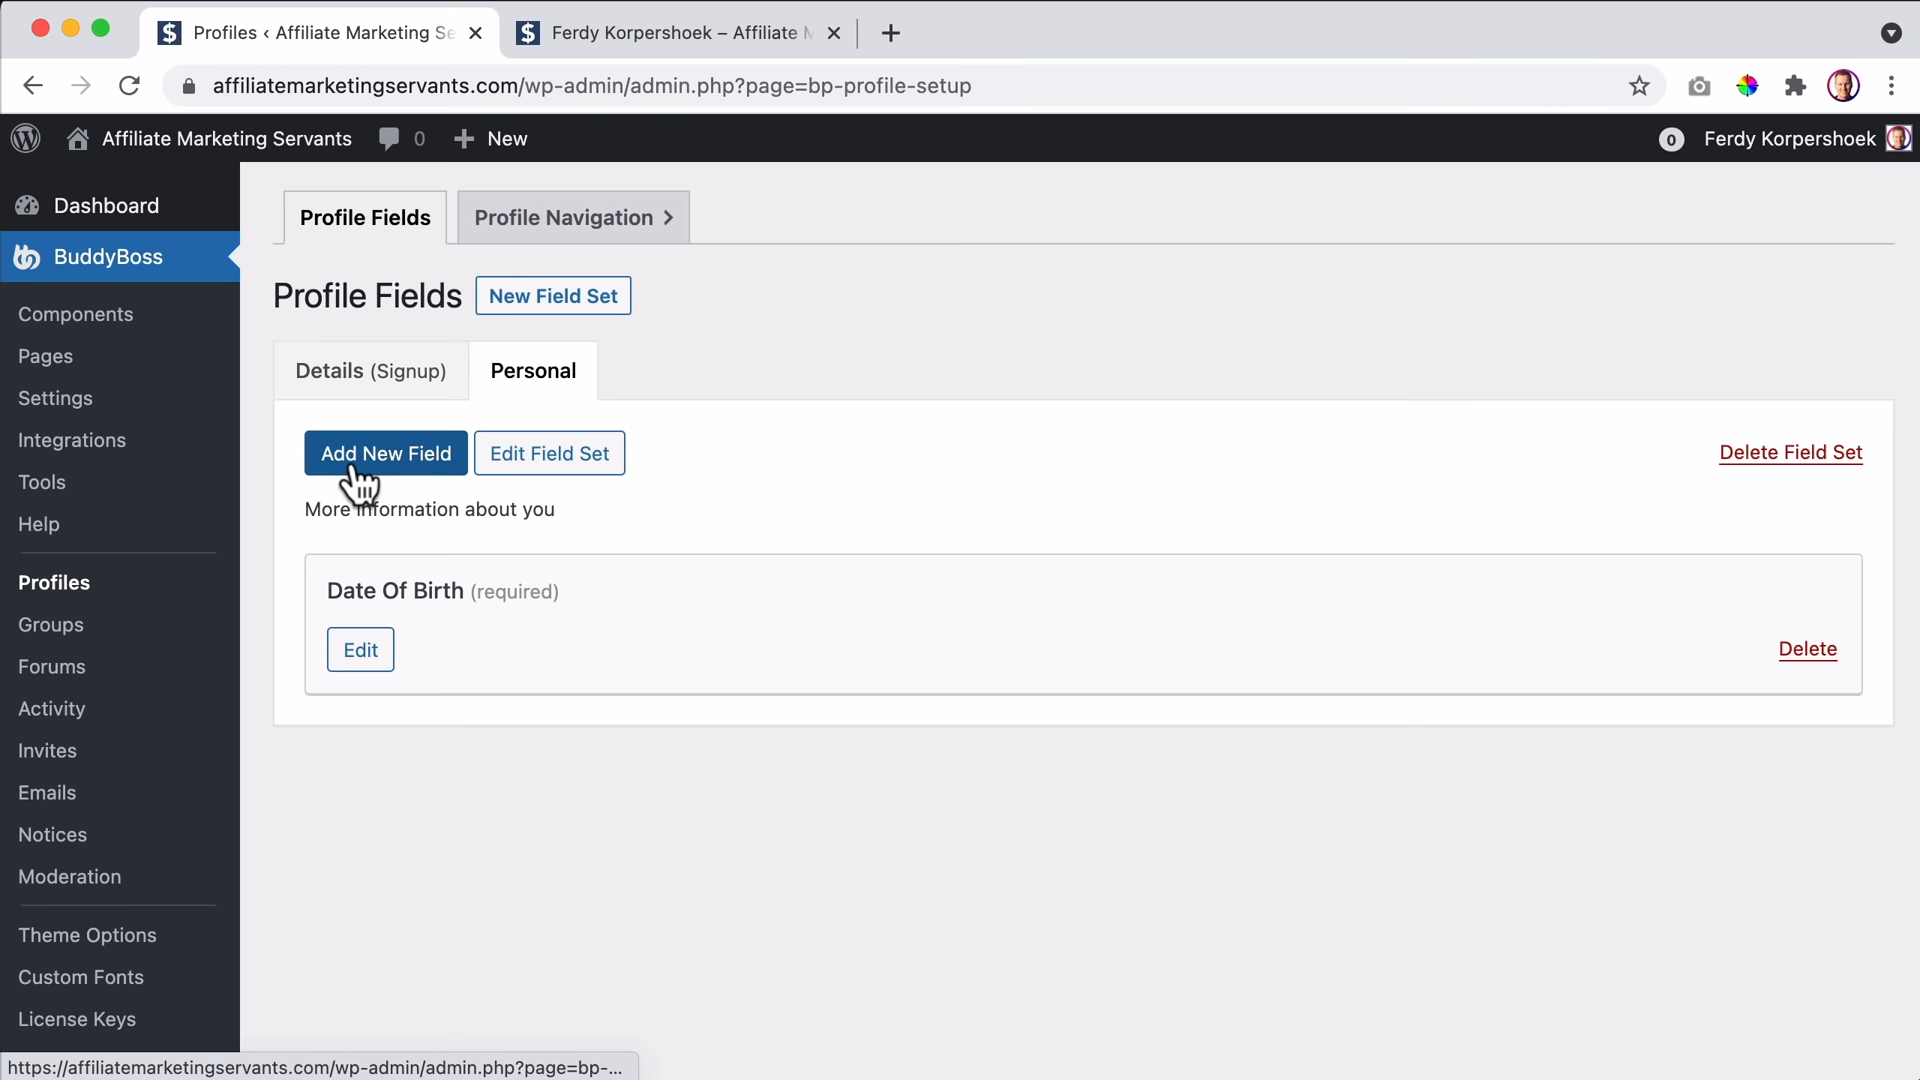 Profiles ‹ Affiliate Marketing Se
Ferdy Korpershoek – Affiliate M
affiliatemarketingservants.com/wp-admin/admin.php?page=bp-profile-setup
Affiliate Marketing Servants
0
New
0
Ferdy Korpershoek
Dashboard
BuddyBoss
Components
Pages
Settings
Integrations
Tools
Help
Profiles
Groups
Forums
Activity
Invites
Emails
Notices
Moderation
Theme Options
Custom Fonts
License Keys
Profile Fields
Profile Navigation
Profile Fields
New Field Set
Details (Signup)
Personal
Add New Field
Edit Field Set
Delete Field Set
More information about you
Date Of Birth (required)
Edit
Delete
https://affiliatemarketingservants.com/wp-admin/admin.php?page=bp-...